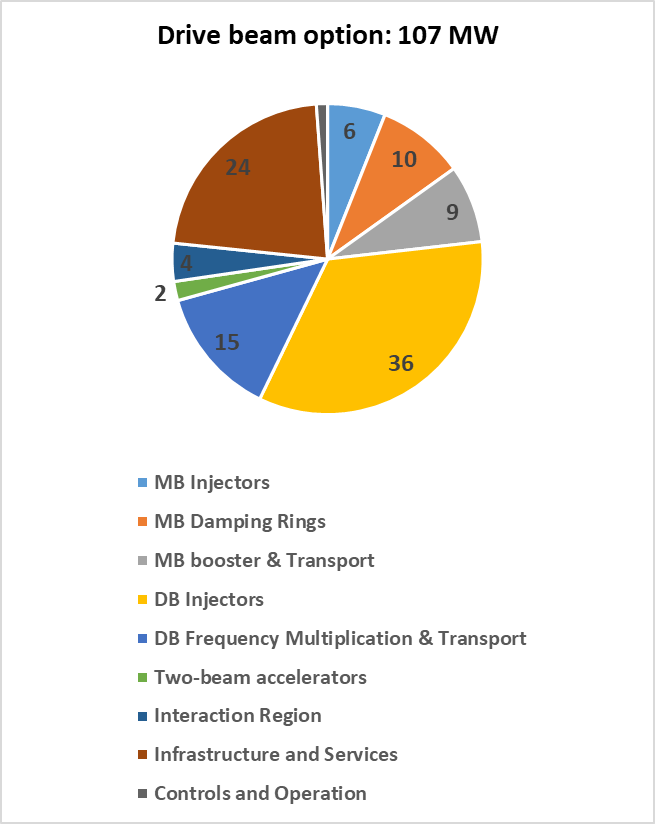 Drive beam option: 107 MW
6
10
9
36
15
2
4
24
MB Injectors
MB Damping Rings
MB booster & Transport
DB Injectors
DB Frequency Multiplication & Transport
Two-beam accelerators
Interaction Region
Infrastructure and Services
Controls and Operation